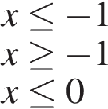 x ≤ −1
x ≥ −1
x ≤ 0